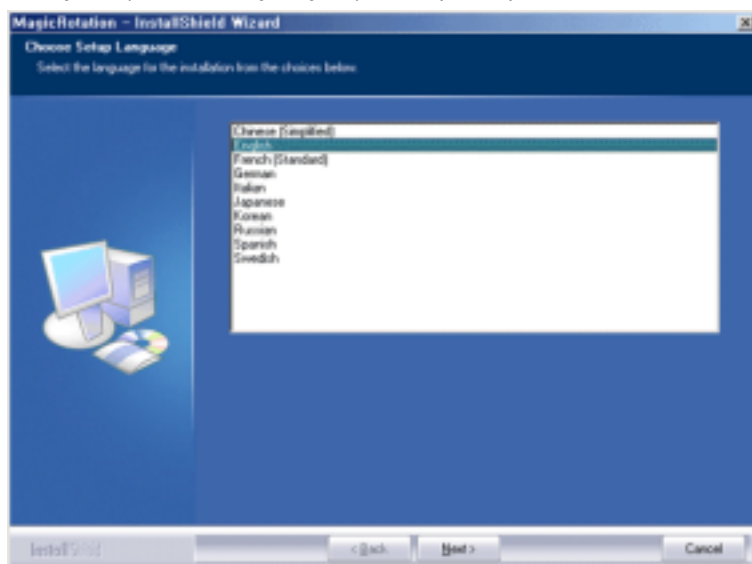 MagicRotation - InstallShield Wizard
Choose Setup Language
Select the language for the installation from the choices below.
Chinese (Simplified)
English
French (Standard)
German
Italian
Japanese
Korean
Russian
Spanish
Swedish
InstallShield
< Back
Next >
Cancel